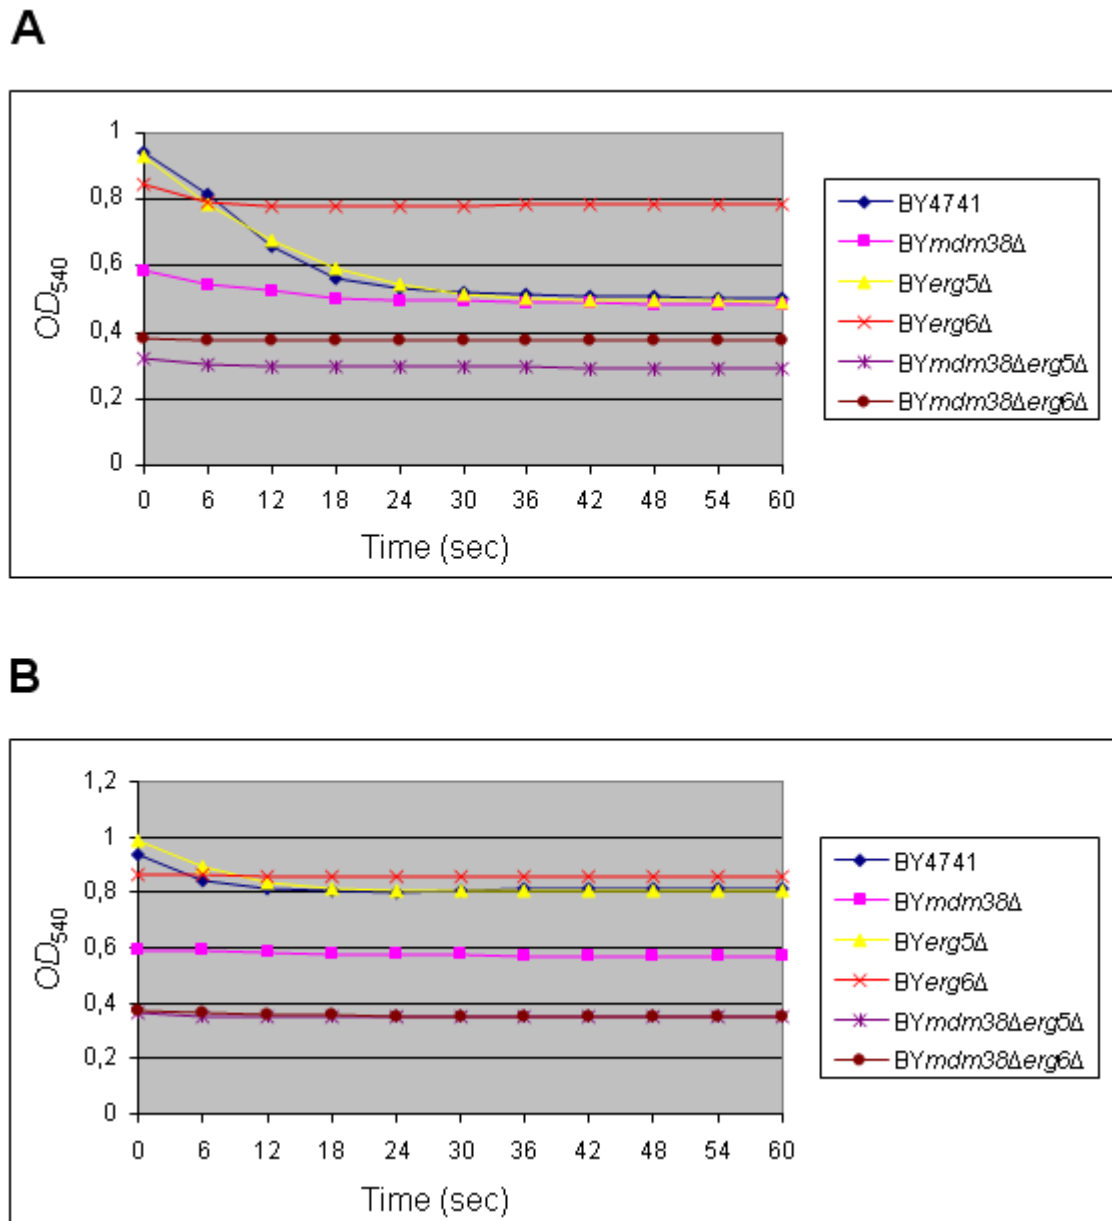 A
1
0,8
0,6
0,4
0,2
0
OD540
0 6 12 18 24 30 36 42 48 54 60
Time (sec)
BY4741
BYmdm38Δ
BYerg5Δ
BYerg6Δ
BYmdm38Δerg5Δ
BYmdm38Δerg6Δ
B
1,2
1
0,8
0,6
0,4
0,2
0
OD540
0 6 12 18 24 30 36 42 48 54 60
Time (sec)
BY4741
BYmdm38Δ
BYerg5Δ
BYerg6Δ
BYmdm38Δerg5Δ
BYmdm38Δerg6Δ